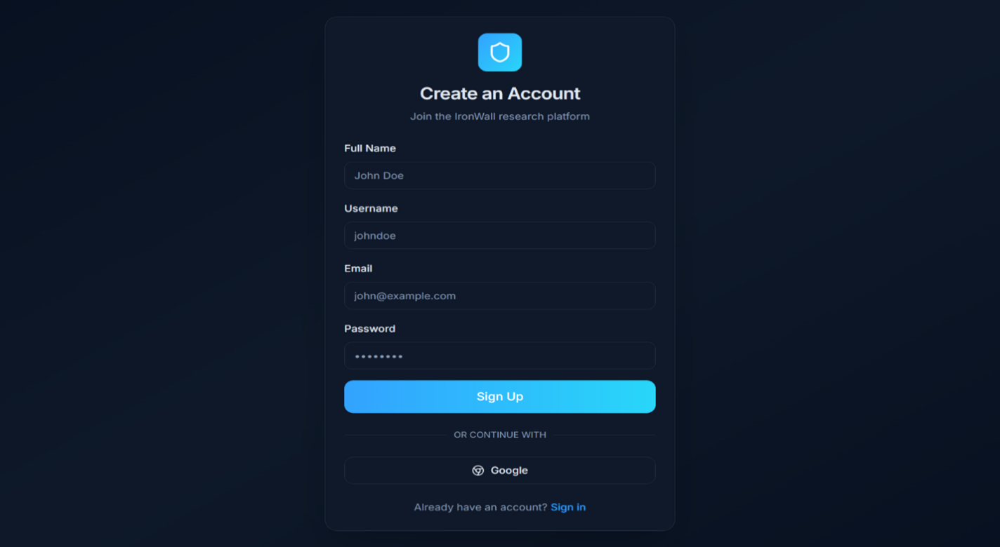 Create an Account
Join the IronWall research platform
Full Name
John Doe
Username
johndoe
Email
john@example.com
Password
••••••••
Sign Up
OR CONTINUE WITH
Google
Already have an account? Sign in